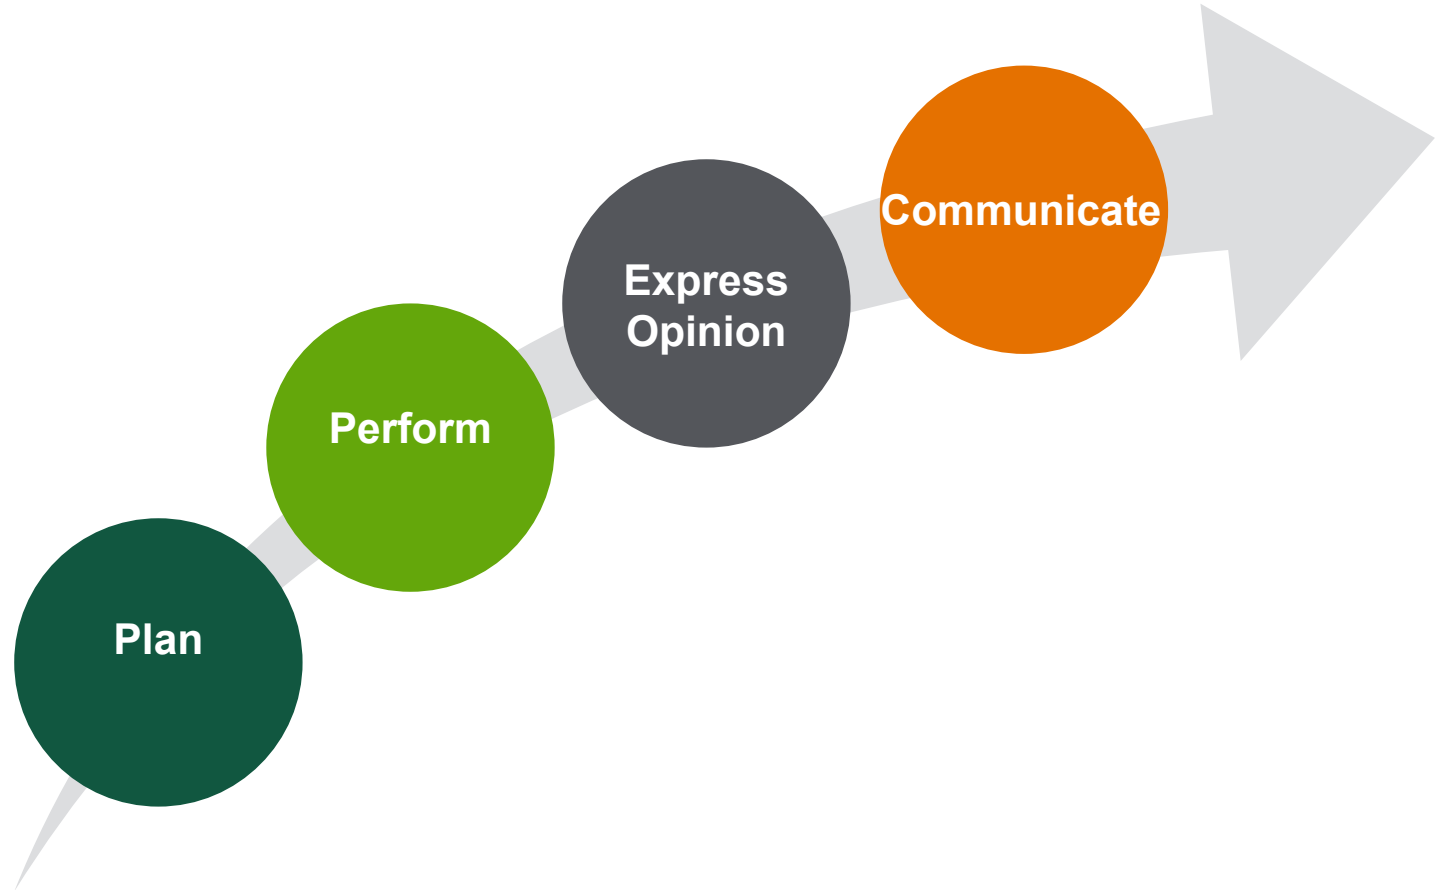 Plan
Perform
Express
Opinion
Communicate